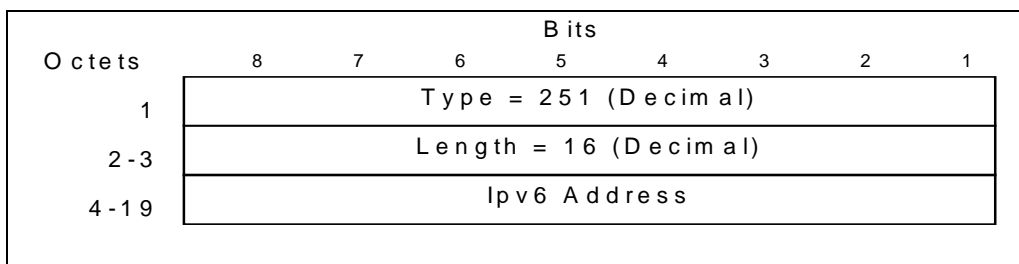 Bits
Octets 8 7 6 5 4 3 2 1
1 Type = 251 (Decimal)
2-3 Length = 16 (Decimal)
4-19 Ipv6 Address